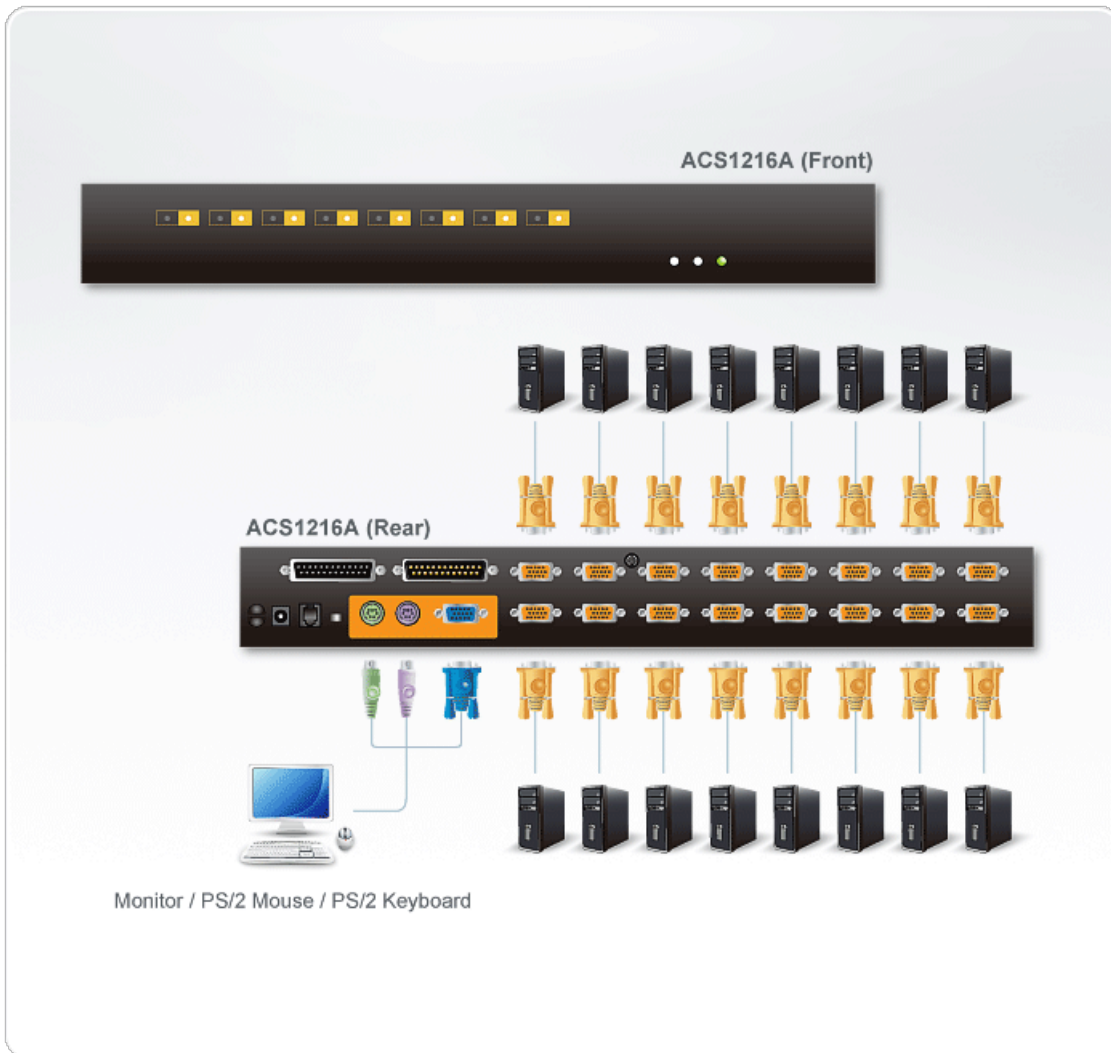 ACS1216A (Front)
ACS1216A (Rear)
Monitor / PS/2 Mouse / PS/2 Keyboard